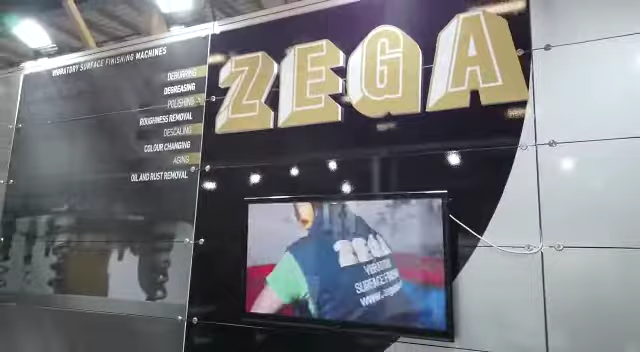 VIBRATORY SURFACE FINISHING MACHINES
DEBURRING
DEGREASING
POLISHING
ROUGHNESS REMOVAL
DESCALING
COLOUR CHANGING
AGING
OIL AND RUST REMOVAL
ZEGA
ZEGA
VIBRATORY
SURFACE